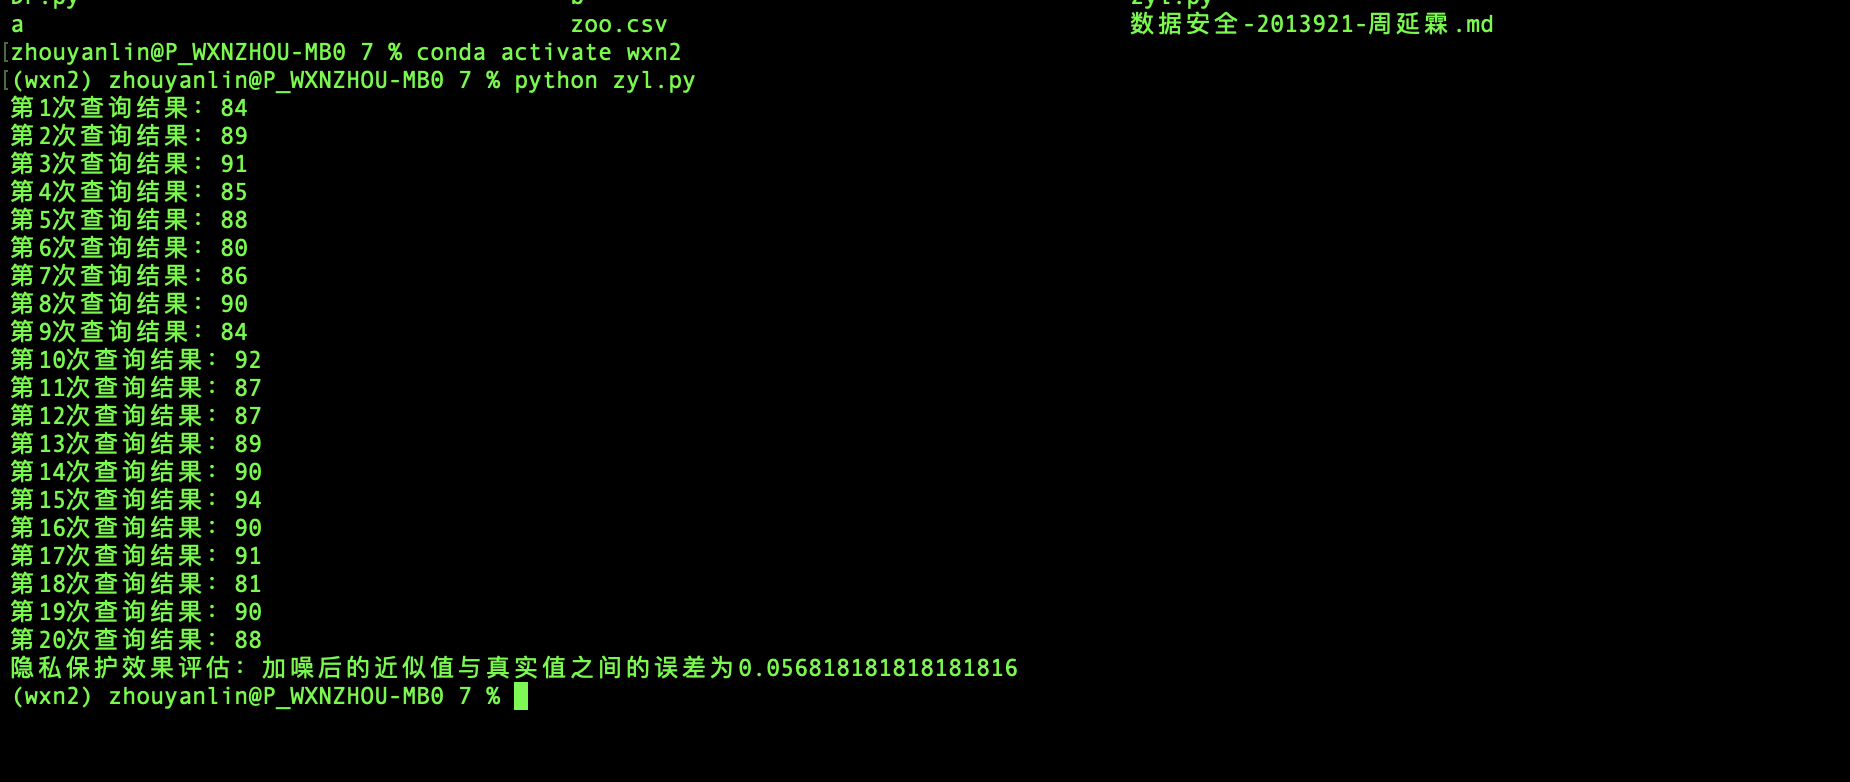 a zoo.csv 数据安全-2013921-周延霖.md
[zhouyanlin@P_WXNZHOU-MB0 7 % conda activate wxn2
[(wxn2) zhouyanlin@P_WXNZHOU-MB0 7 % python zyl.py
第1次查询结果: 84
第2次查询结果: 89
第3次查询结果: 91
第4次查询结果: 85
第5次查询结果: 88
第6次查询结果: 80
第7次查询结果: 86
第8次查询结果: 90
第9次查询结果: 84
第10次查询结果: 92
第11次查询结果: 87
第12次查询结果: 87
第13次查询结果: 89
第14次查询结果: 90
第15次查询结果: 94
第16次查询结果: 90
第17次查询结果: 91
第18次查询结果: 81
第19次查询结果: 90
第20次查询结果: 88
隐私保护效果评估: 加噪后的近似值与真实值之间的误差为0.056818181818181816
(wxn2) zhouyanlin@P_WXNZHOU-MB0 7 %